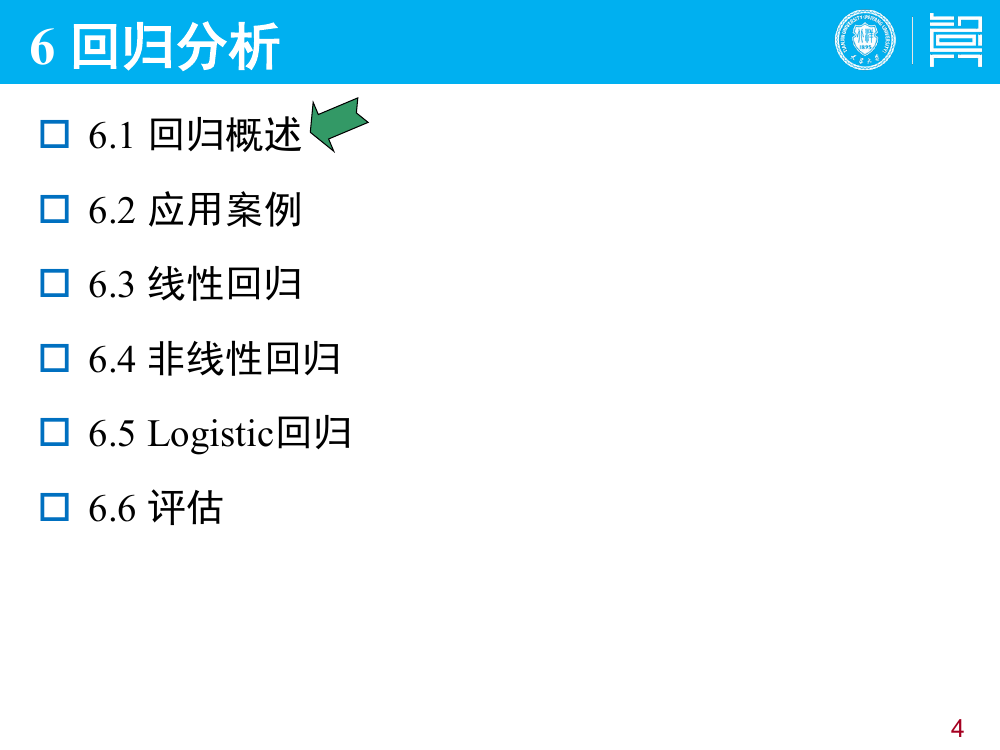 6 回归分析
6.1 回归概述
6.2 应用案例
6.3 线性回归
6.4 非线性回归
6.5 Logistic回归
6.6 评估
4